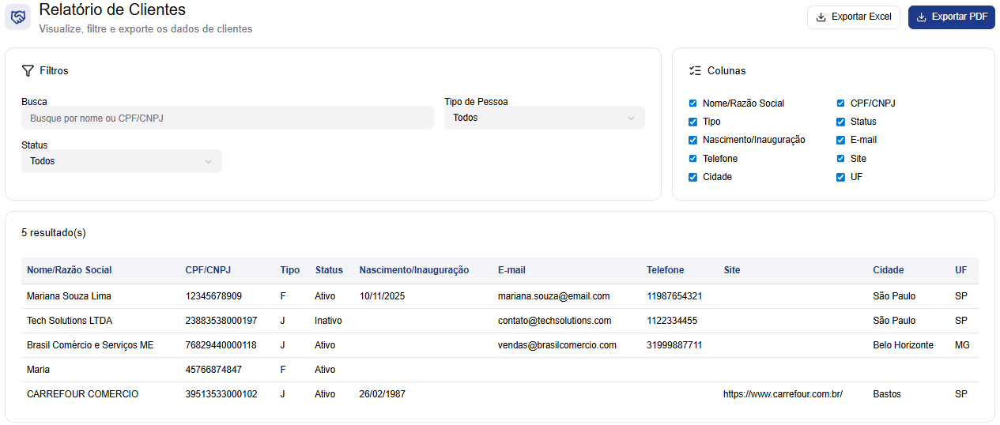 Relatório de Clientes
Visualize, filtre e exporte os dados de clientes
Exportar Excel
Exportar PDF
Filtros
Busca
Busque por nome ou CPF/CNPJ
Tipo de Pessoa
Todos
Status
Todos
Colunas
Nome/Razão Social CPF/CNPJ
Tipo Status
Nascimento/Inauguração E-mail
Telefone Site
Cidade UF
5 resultado(s)
Nome/Razão Social CPF/CNPJ Tipo Status Nascimento/Inauguração E-mail Telefone Site Cidade UF
Mariana Souza Lima 12345678909 F Ativo 10/11/2025 mariana.souza@email.com 11987654321 São Paulo SP
Tech Solutions LTDA 23883538000197 J Inativo contato@techsolutions.com 1122334455 São Paulo SP
Brasil Comércio e Serviços ME 76829440000118 J Ativo vendas@brasilcomercio.com 31999887711 Belo Horizonte MG
Maria 45766874847 F Ativo
CARREFOUR COMERCIO 39513533000102 J Ativo 26/02/1987 https://www.carrefour.com.br/ Bastos SP